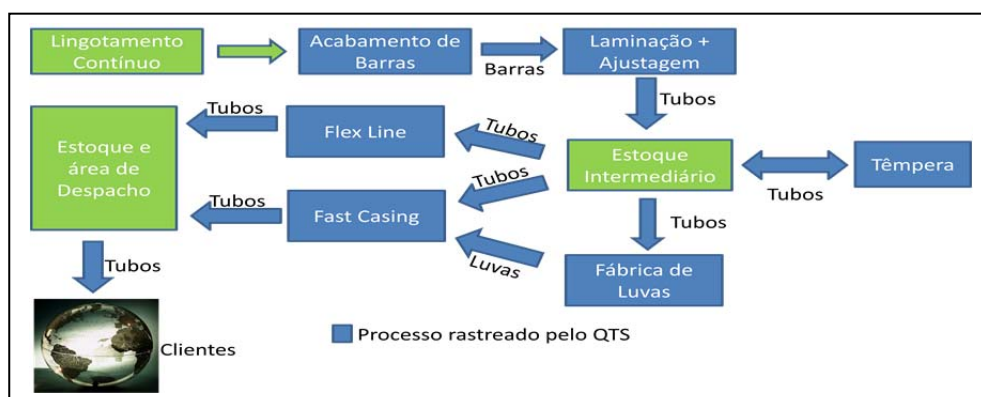 Lingotamento
Contínuo
Acabamento de
Barras
Barras
Laminação +
Ajustagem
Tubos
Tubos
Flex Line
Tubos
Estoque e
área de
Despacho
Estoque
Intermediário
Tubos
Têmpera
Tubos
Tubos
Fast Casing
Luvas
Tubos
Fábrica de
Luvas
Tubos
Clientes
Processo rastreado pelo QTS